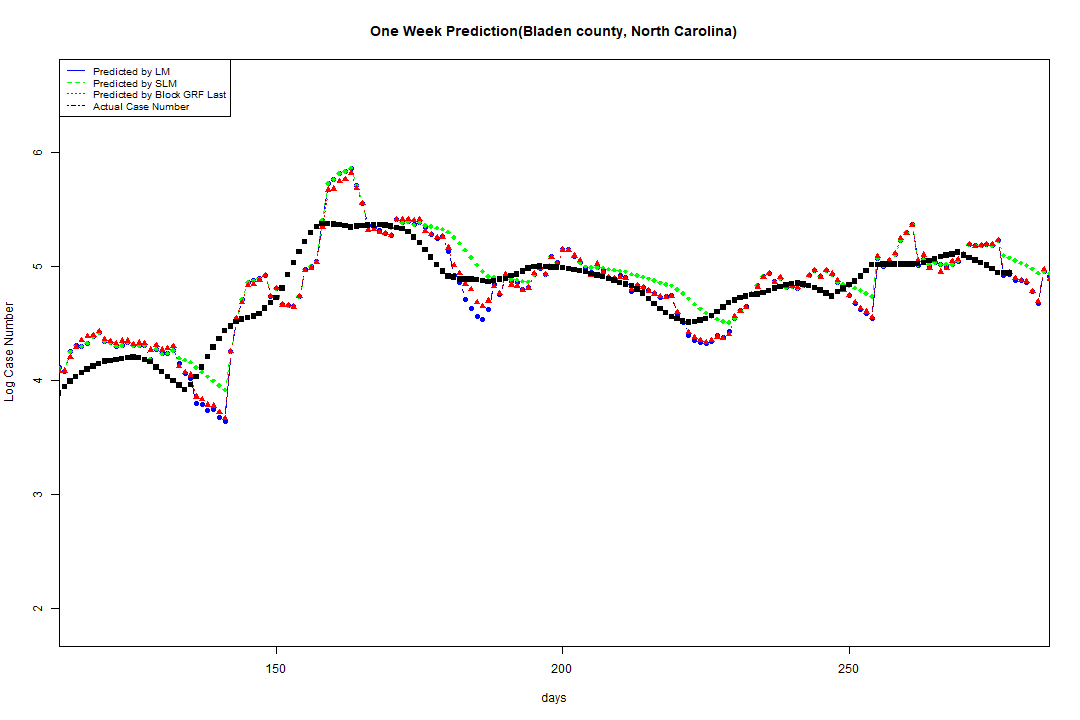 One Week Prediction(Bladen county, North Carolina)
Predicted by LM
Predicted by SLM
Predicted by Block GRF Last
Actual Case Number
6
5
4
3
2
Log Case Number
150
200
250
days